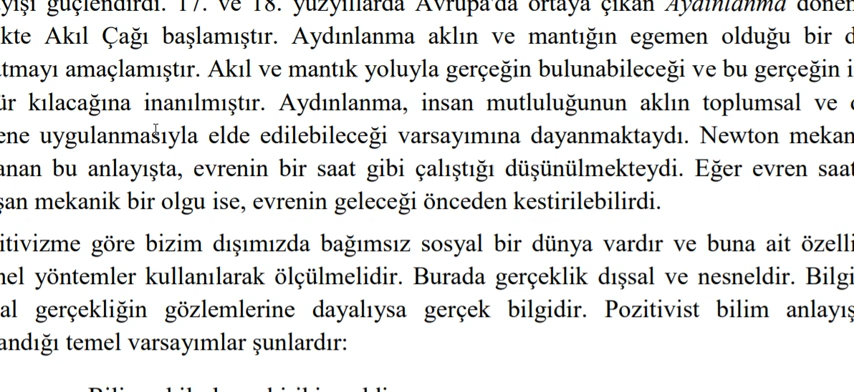 yışı güçlendirdi. 17. ve 18. yüzyıllarda Avrupa'da ortaya çıkan Aydınlanma dönem
kte Akıl Çağı başlamıştır. Aydınlanma aklın ve mantığın egemen olduğu bir d
tmayı amaçlamıştır. Akıl ve mantık yoluyla gerçeğin bulunabileceği ve bu gerçeğin i
ür kılacağına inanılmıştır. Aydınlanma, insan mutluluğunun aklın toplumsal ve
ene uygulanmasıyla elde edilebileceği varsayımına dayanmaktaydı. Newton mekan
anan bu anlayışta, evrenin bir saat gibi çalıştığı düşünülmekteydi. Eğer evren saat
şan mekanik bir olgu ise, evrenin geleceği önceden kestirilebilirdi.
itivizme göre bizim dışımızda bağımsız sosyal bir dünya vardır ve buna ait özelli
nel yöntemler kullanılarak ölçülmelidir. Burada gerçeklik dışsal ve nesneldir. Bilgi
al gerçekliğin gözlemlerine dayalıysa gerçek bilgidir. Pozitivist bilim anlayış
andığı temel varsayımlar şunlardır: